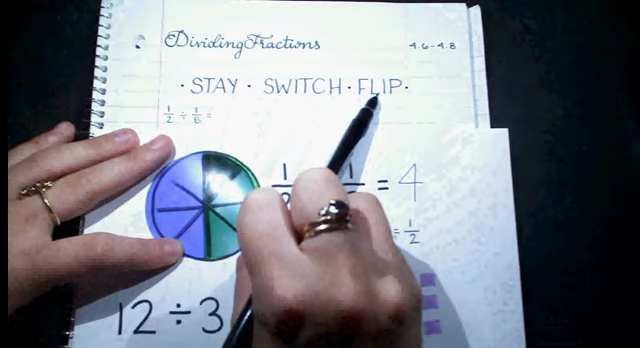 Dividing Fractions 4.6-4.8
· STAY · SWITCH · FLIP ·
1/2 ÷ 1/8 =
= 4
= 1/2
12 ÷ 3